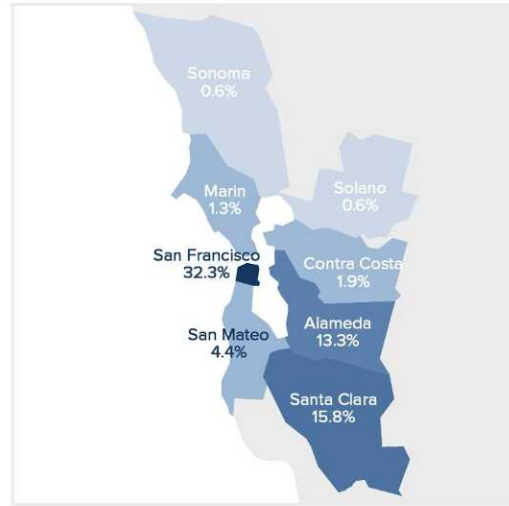 Sonoma
0.6%
Marin
1.3%
Solano
0.6%
San Francisco
32.3%
Contra Costa
1.9%
Alameda
13.3%
San Mateo
4.4%
Santa Clara
15.8%